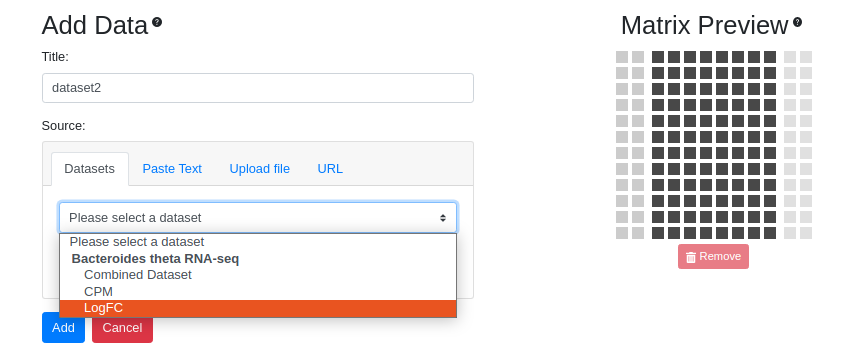 Add Data
Title:
dataset2
Source:
Datasets Paste Text Upload file URL
Please select a dataset
Please select a dataset
Bacteroides theta RNA-seq
Combined Dataset
CPM
LogFC
Add Cancel
Matrix Preview
Remove